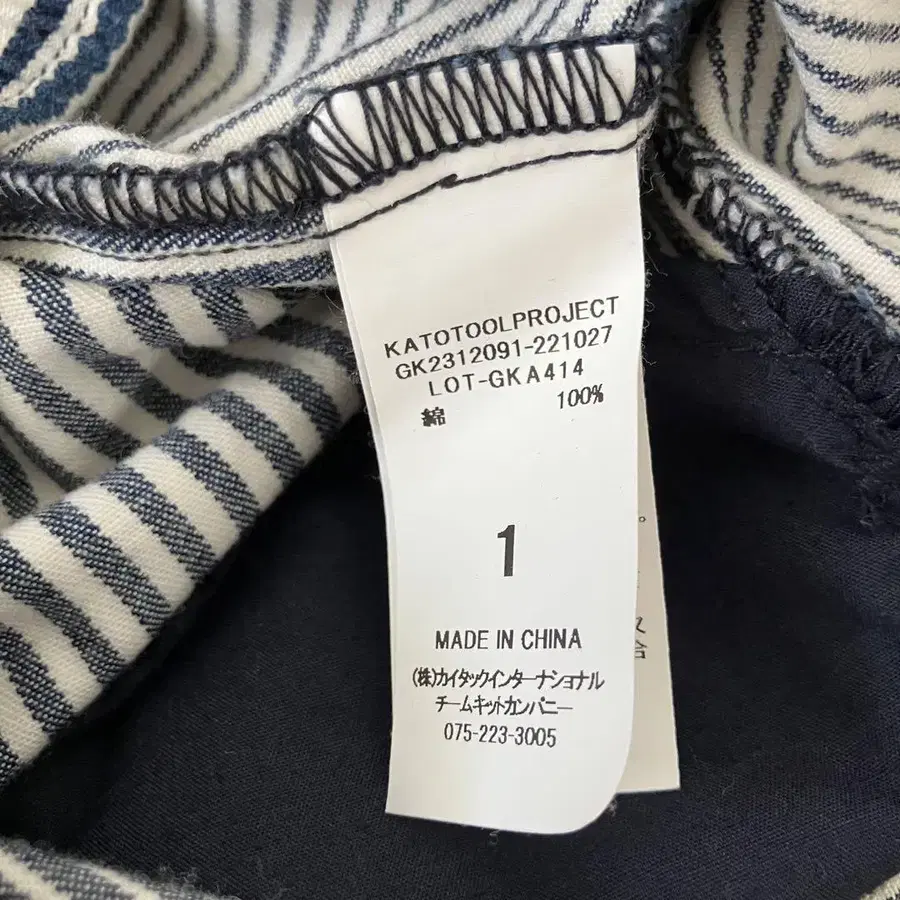 KATOTOOLPROJECT
GK2312091-221027
LOT-GKA414
綿 100%
1
MADE IN CHINA
(株)カイタックインターナショナル
チームキットカンパニー
075-223-3005